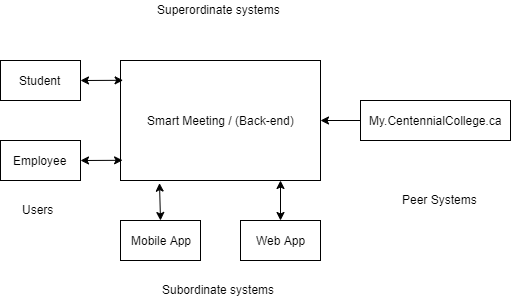 Superordinate systems
Student
Smart Meeting / (Back-end)
My.CentennialCollege.ca
Employee
Users
Peer Systems
Mobile App
Web App
Subordinate systems